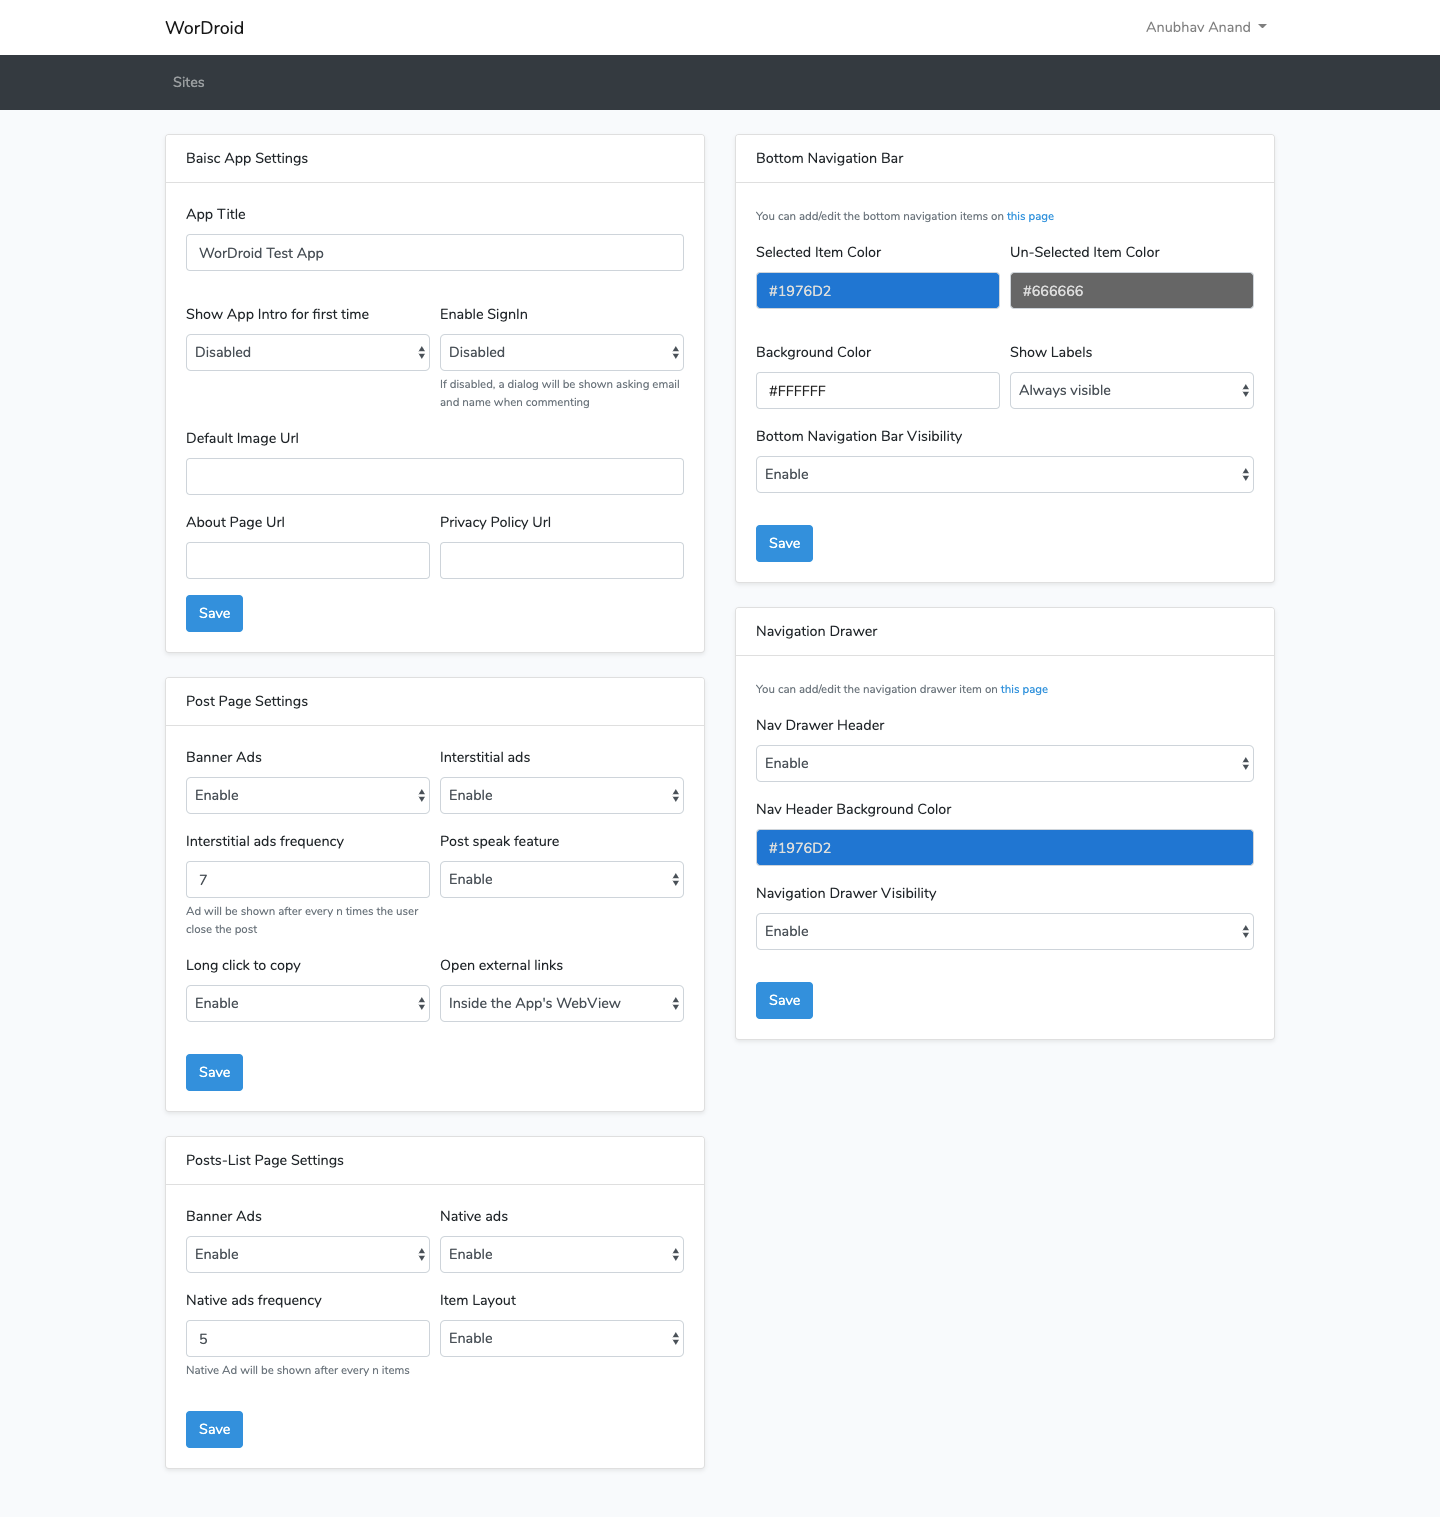 WorDroid
Anubhav Anand
Sites
Baisc App Settings
App Title
WorDroid Test App
Show App Intro for first time
Enable SignIn
Disabled
Disabled
If disabled, a dialog will be shown asking email
and name when commenting
Default Image Url
About Page Url
Privacy Policy Url
Save
Post Page Settings
Banner Ads
Interstitial ads
Enable
Enable
Interstitial ads frequency
Post speak feature
7
Enable
Ad will be shown after every n times the user
close the post
Long click to copy
Open external links
Enable
Inside the App's WebView
Save
Posts-List Page Settings
Banner Ads
Native ads
Enable
Enable
Native ads frequency
Item Layout
5
Enable
Native Ad will be shown after every n items
Save
Bottom Navigation Bar
You can add/edit the bottom navigation items on this page
Selected Item Color
Un-Selected Item Color
#1976D2
#666666
Background Color
Show Labels
#FFFFFF
Always visible
Bottom Navigation Bar Visibility
Enable
Save
Navigation Drawer
You can add/edit the navigation drawer item on this page
Nav Drawer Header
Enable
Nav Header Background Color
#1976D2
Navigation Drawer Visibility
Enable
Save